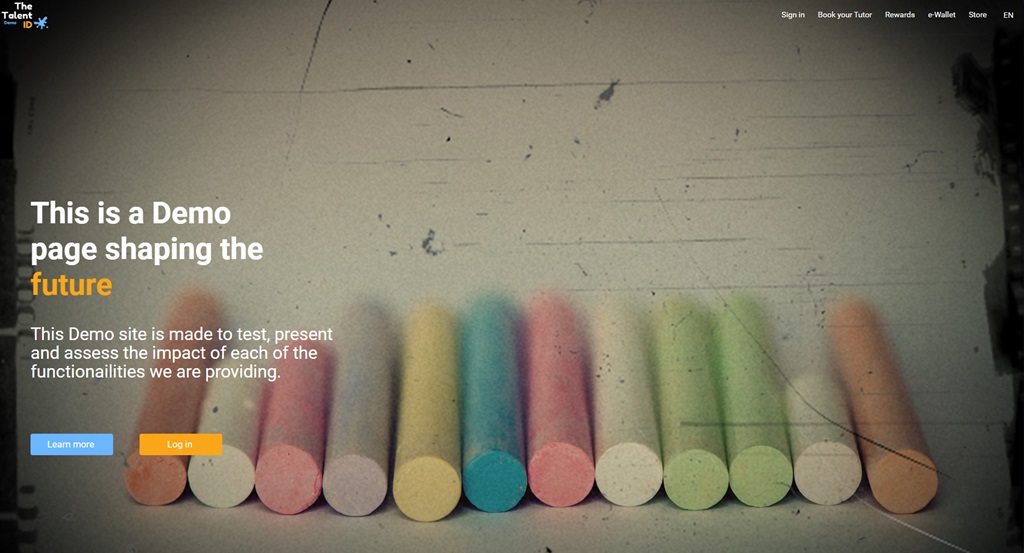 The
Talent
Demo
ID
Sign in
Book your Tutor
Rewards
e-Wallet
Store
EN
This is a Demo
page shaping the
future
This Demo site is made to test, present
and assess the impact of each of the
functionailities we are providing.
Learn more
Log in